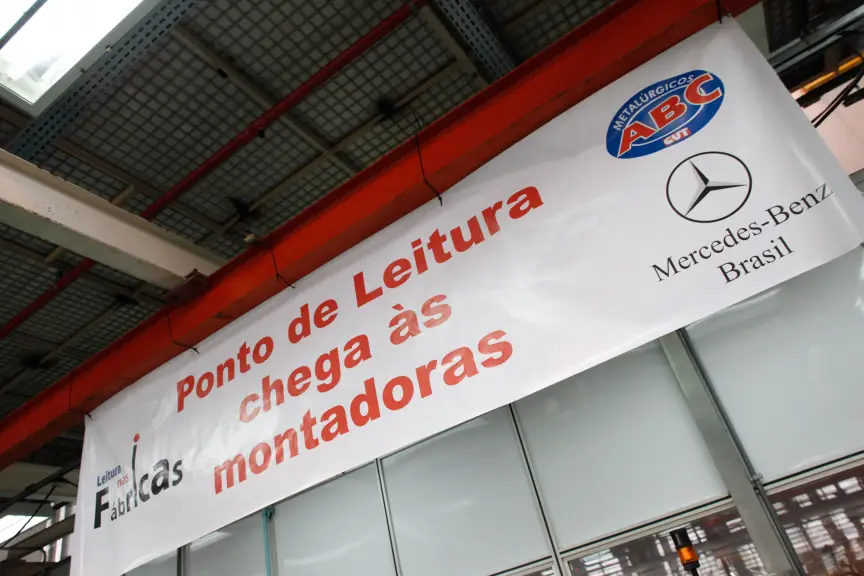 METALÚRGICOS
ABC
CUT
Mercedes-Benz
Brasil
Ponto de Leitura
chega às
montadoras
Leitura
nas
Fábricas